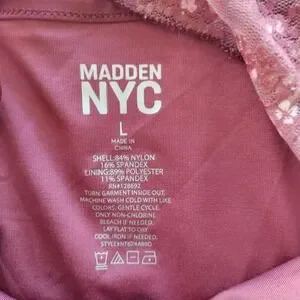 MADDEN
NYC
L
MADE IN
CHINA
SHELL:84% NYLON
16% SPANDEX
LINING:89% POLYESTER
11% SPANDEX
RN#128692
TURN GARMENT INSIDE OUT.
MACHINE WASH COLD WITH LIKE
COLORS. GENTLE CYCLE.
ONLY NON-CHLORINE
BLEACH IF NEEDED.
LAY FLAT TO DRY
COOL IRON IF NEEDED.